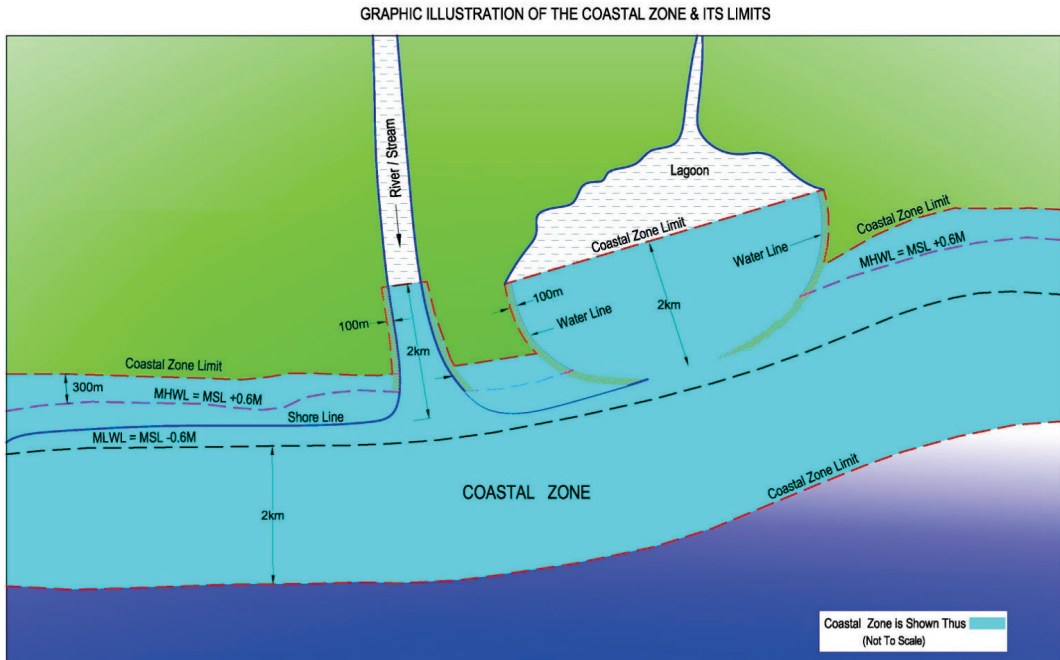 GRAPHIC ILLUSTRATION OF THE COASTAL ZONE & ITS LIMITS
River / Stream
Lagoon
Coastal Zone Limit
Coastal Zone Limit
Water Line
MHWL = MSL +0.6M
100m
Water Line
2km
100m
2km
Coastal Zone Limit
300m
MHWL = MSL +0.6M
Shore Line
MLWL = MSL -0.6M
COASTAL ZONE
Coastal Zone Limit
2km
Coastal Zone is Shown Thus
(Not To Scale)